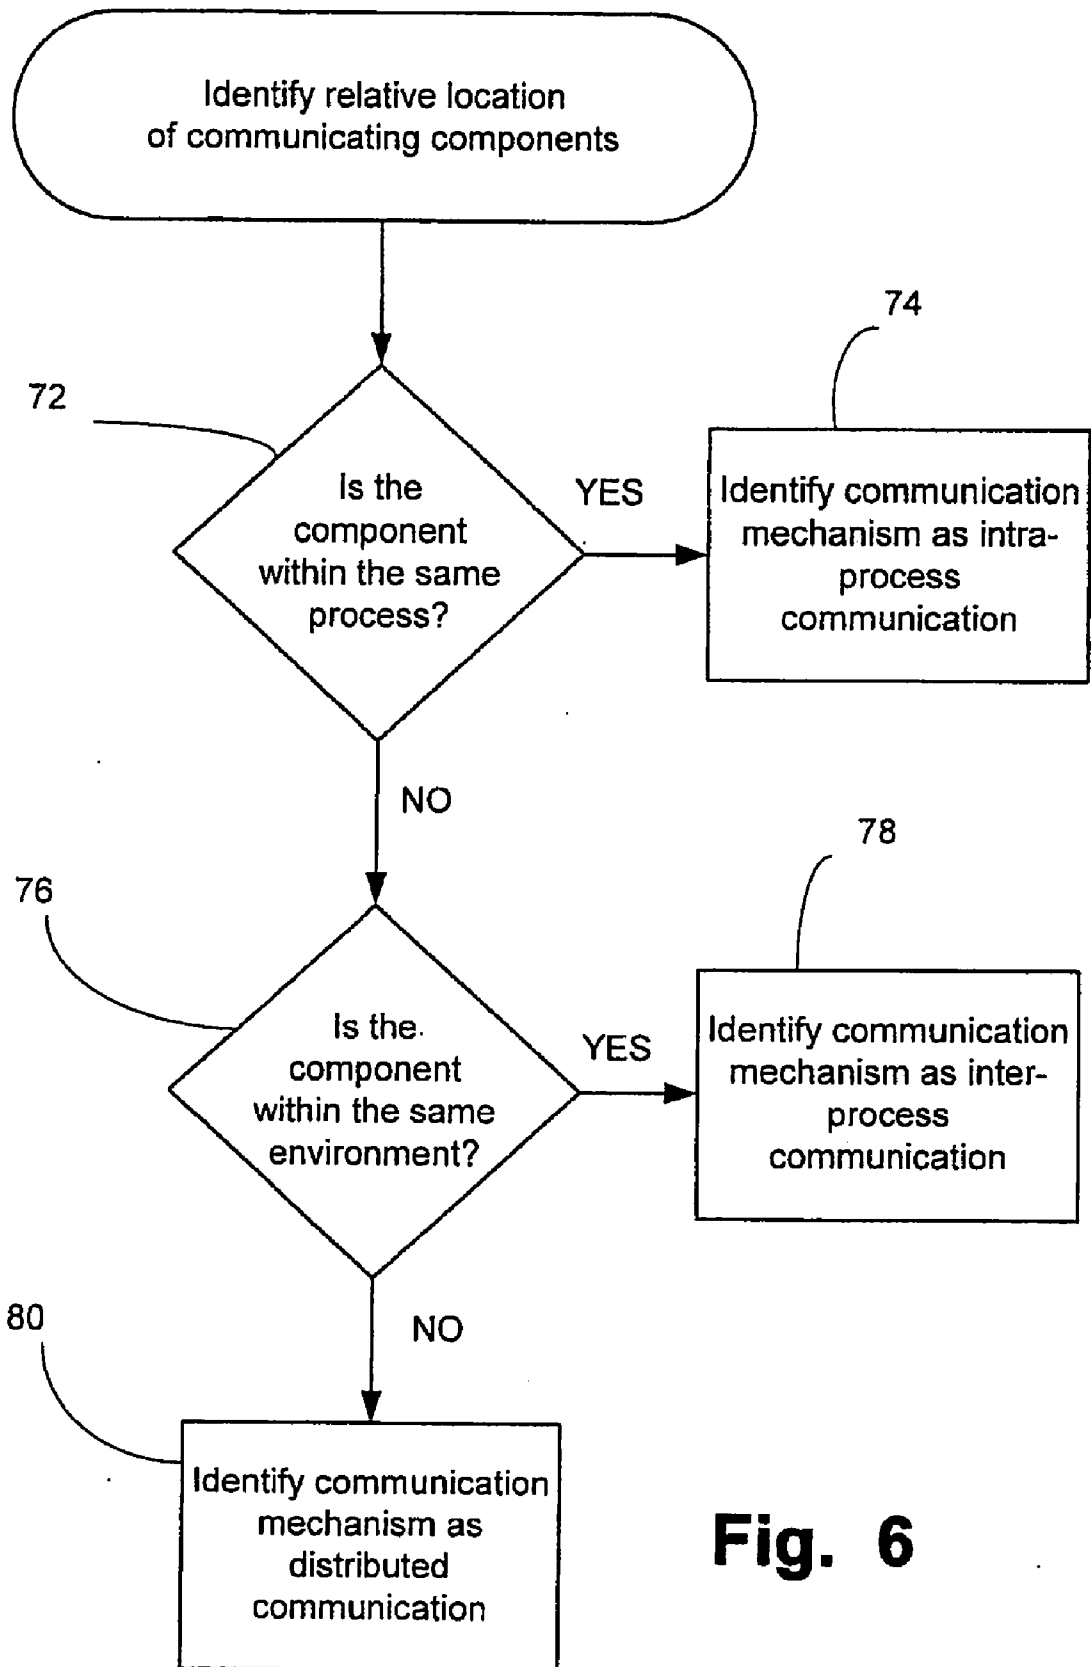 Identify relative location
of communicating components
74
72
Is the
component
within the same
process?
YES
Identify communication
mechanism as intra-
process
communication
NO
78
76
Is the.
component
within the same
environment?
YES
Identify communication
mechanism as inter-
process
communication
NO
80
Identify communication
mechanism as
distributed
communication
Fig. 6